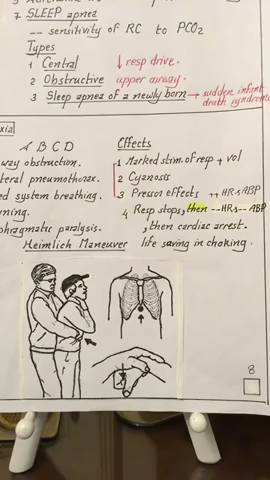 7 SLEEP apnea
-- sensitivity of RC to PCO2
Types
1 Central ↓ resp drive.
2 Obstructive upper airway.
3 Sleep apnea of a newborn → sudden infant
death syndrome
A B C D
way obstruction.
teral pneumothorax.
ed system breathing.
ning.
phragmatic paralysis.
Effects
1 Marked stim. of resp + vol
2 Cyanosis
3 Pressor effects ++ HR & ABP
4 Resp stops, then -- HR & -- ABP
, then cardiac arrest.
Heimlich Maneuver life saving in choking.
8